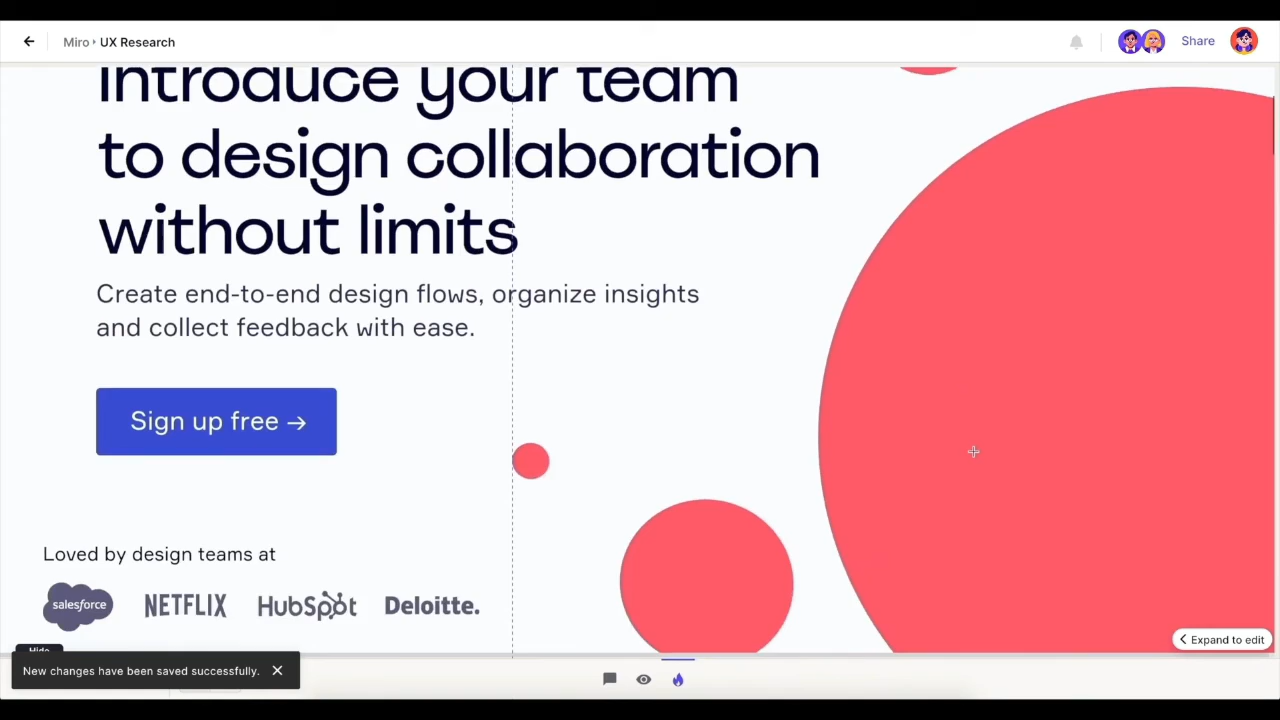 Miro › UX Research
Share
Introduce your team
to design collaboration
without limits
Create end-to-end design flows, organize insights
and collect feedback with ease.
Sign up free →
Loved by design teams at
salesforce
NETFLIX
HubSpot
Deloitte.
Expand to edit
Hide
New changes have been saved successfully.